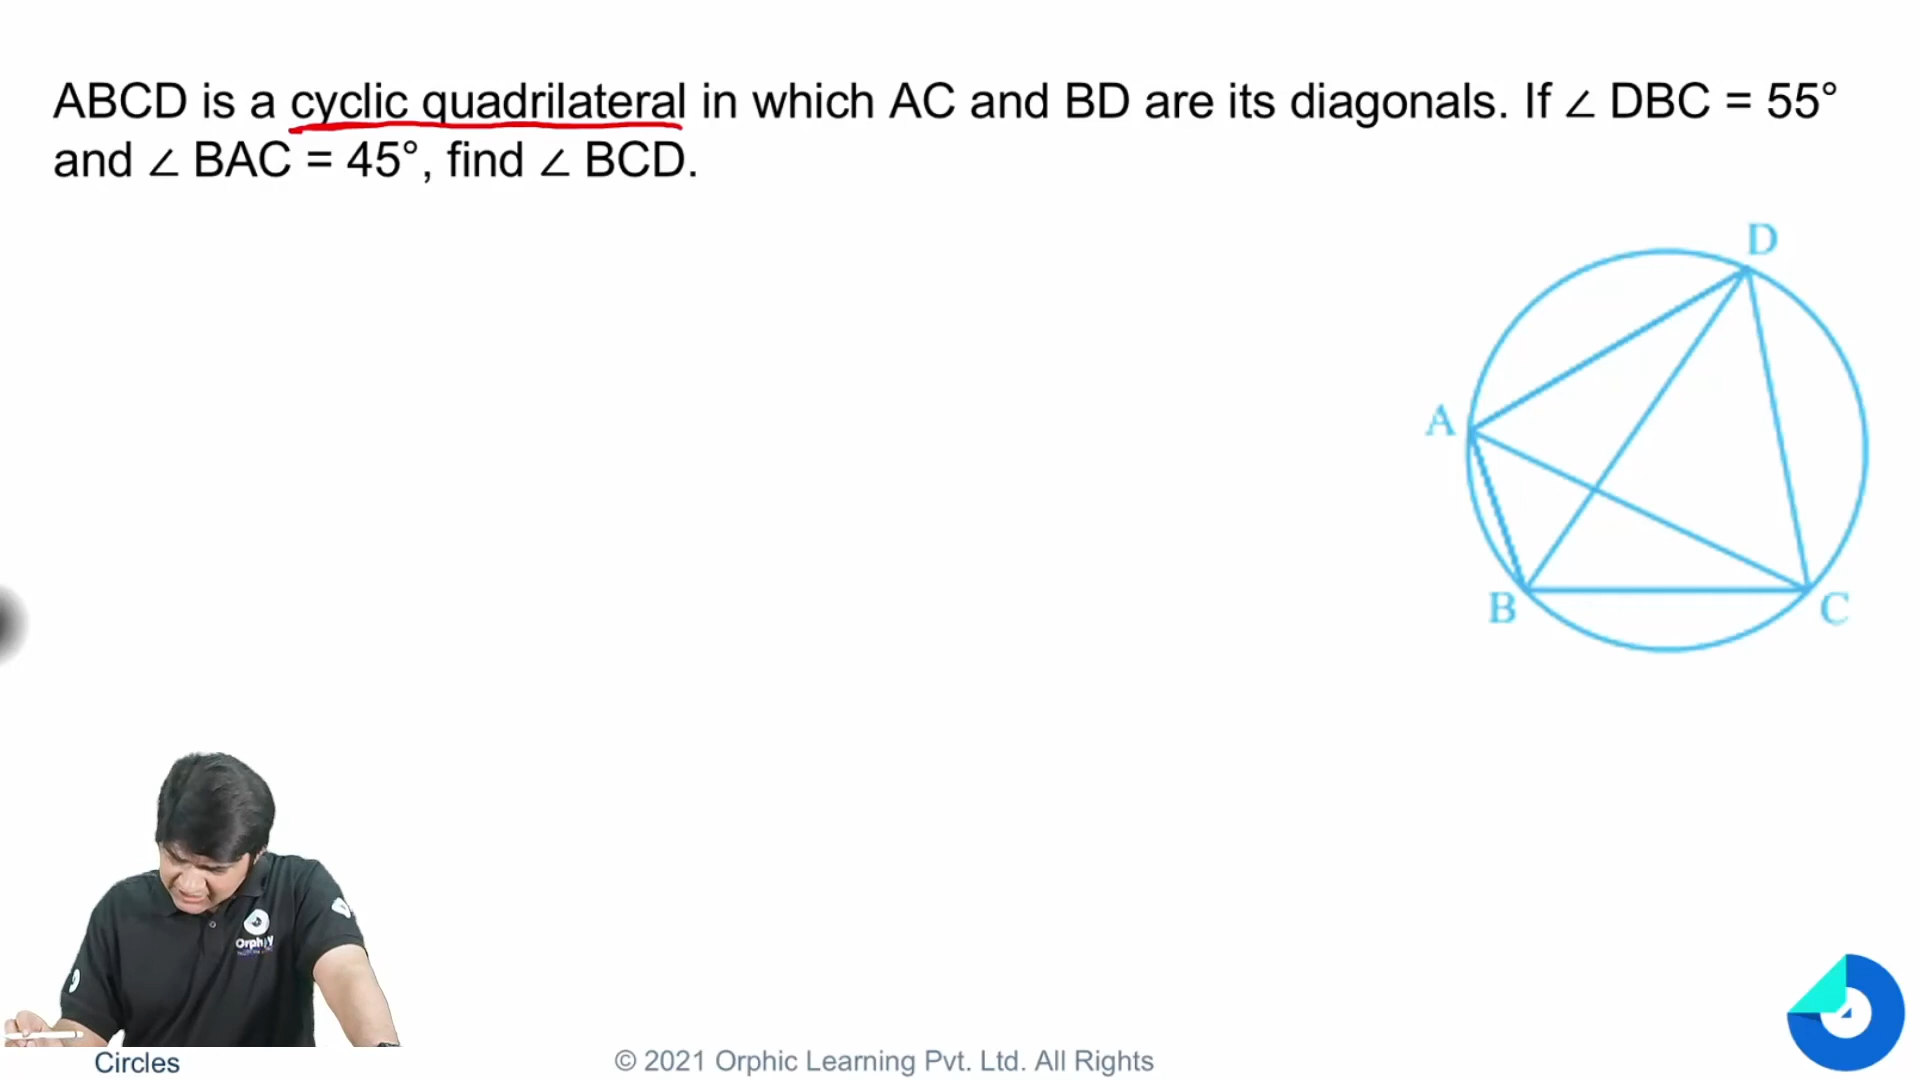 ABCD is a cyclic quadrilateral in which AC and BD are its diagonals. If ∠ DBC = 55°
and ∠ BAC = 45°, find ∠ BCD.
D
A
B
C
Circles
© 2021 Orphic Learning Pvt. Ltd. All Rights